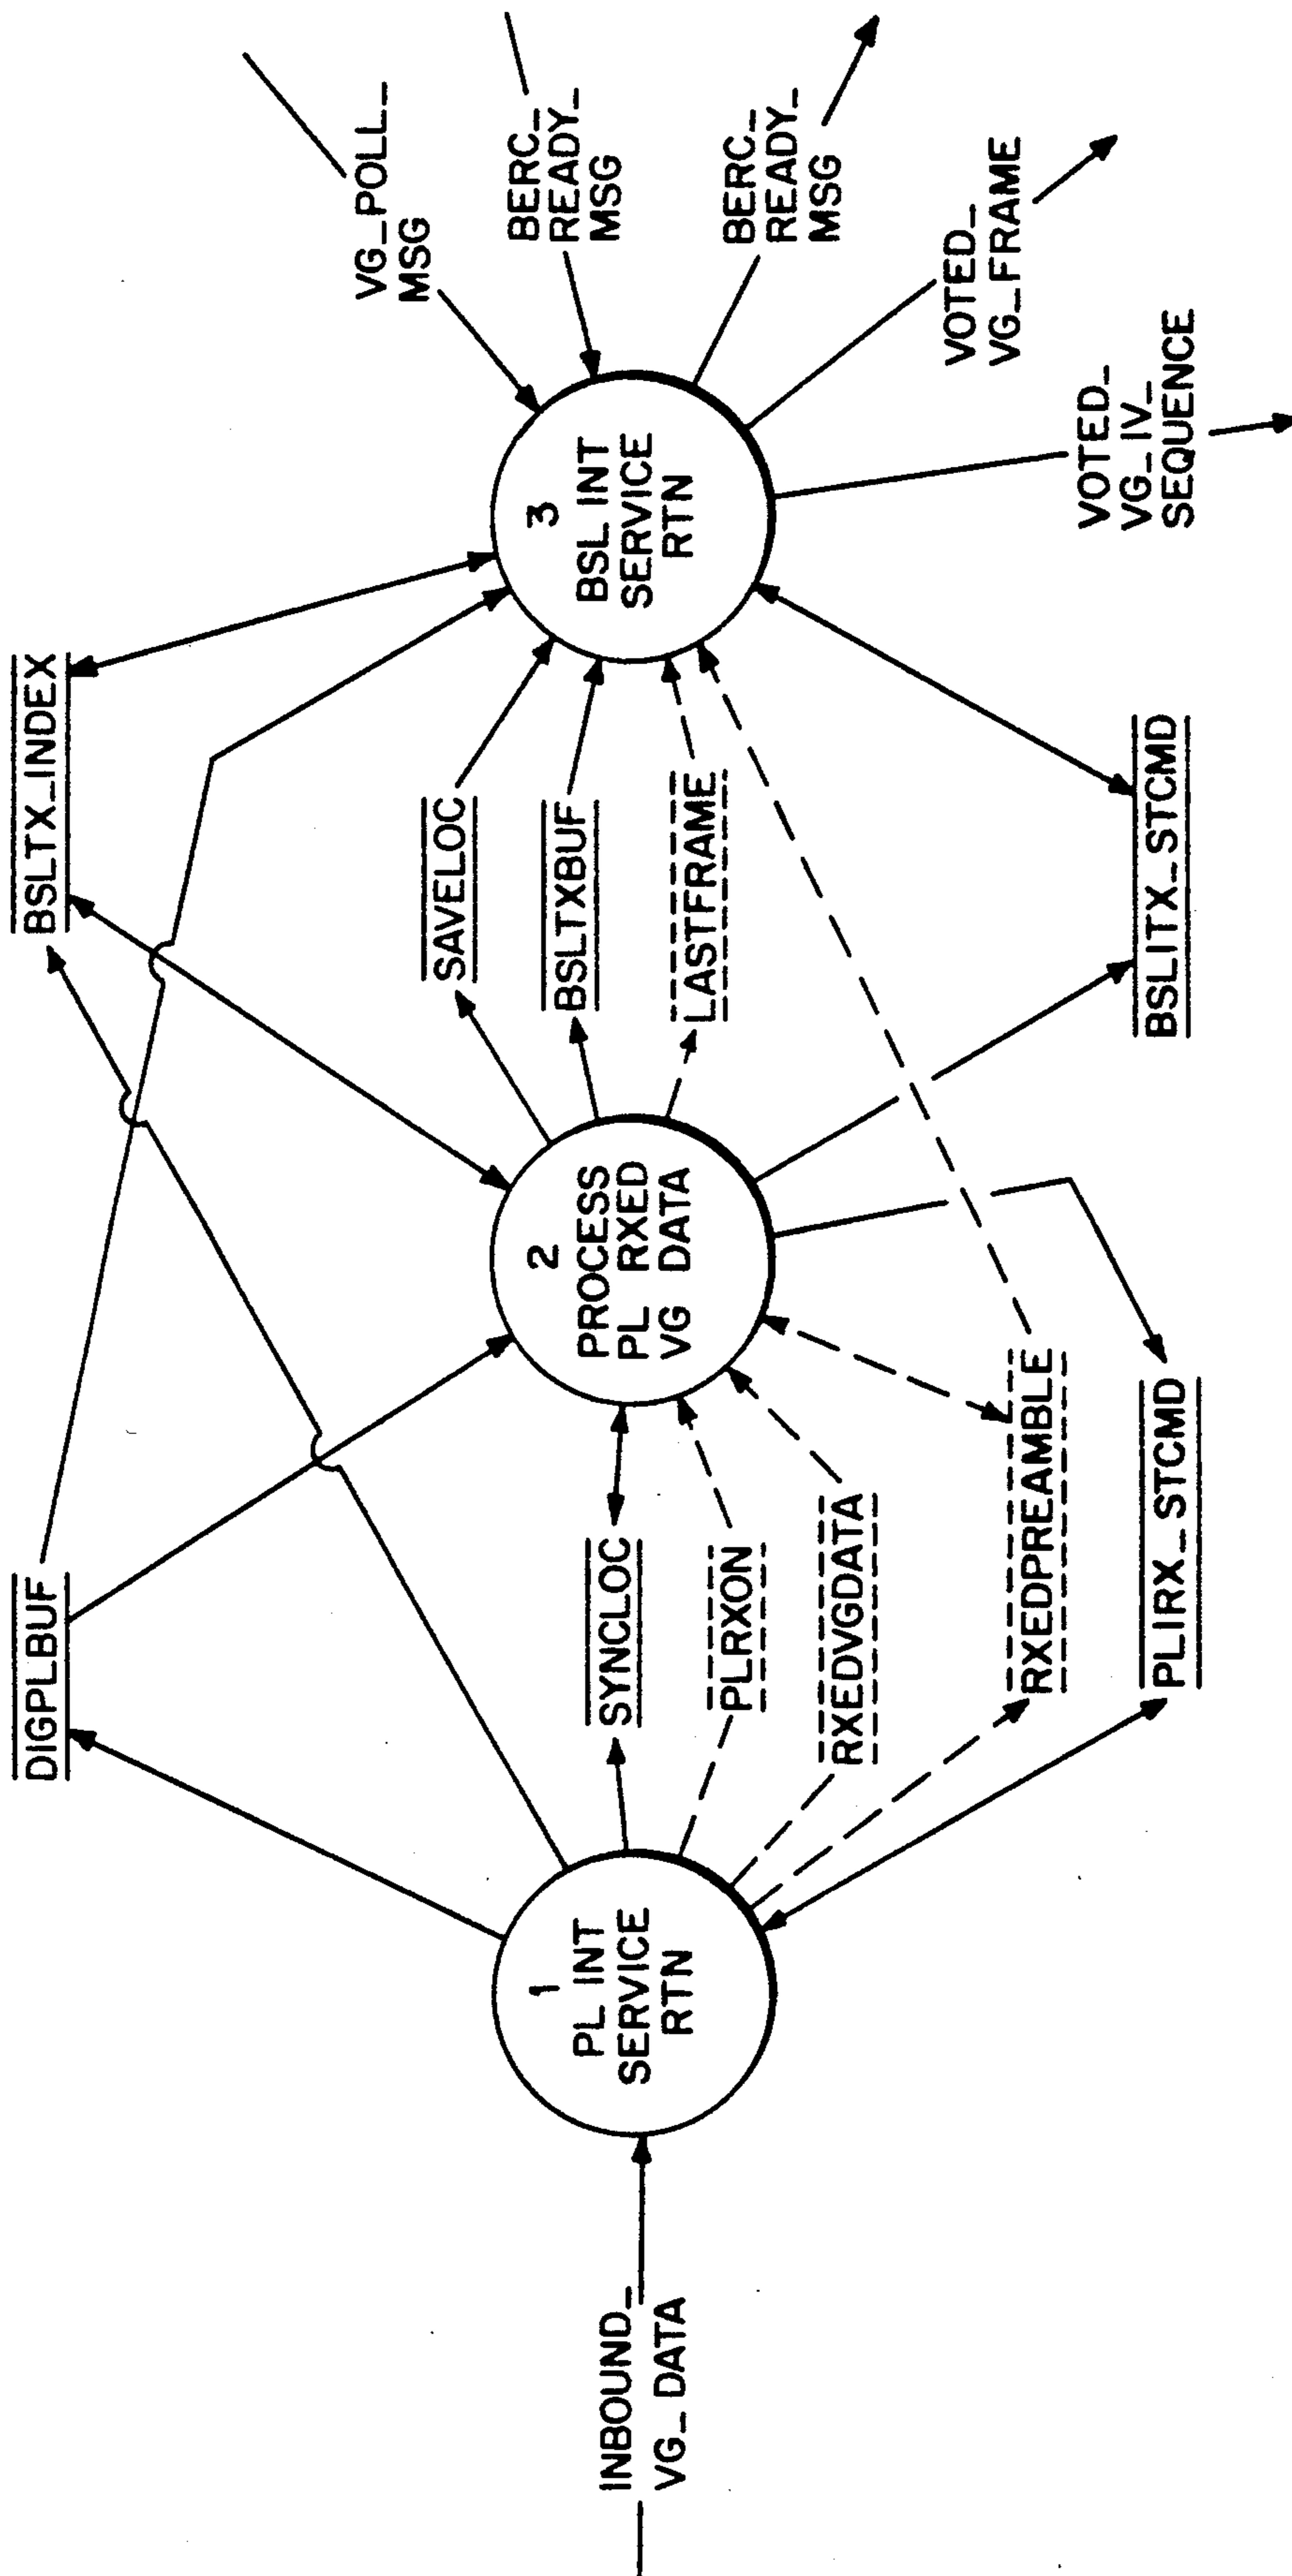 INBOUND_
VG_DATA
1
PL INT
SERVICE
RTN
DIGPLBUF
SYNCLOC
PLRXON
RXEDVGDATA
RXEDPREAMBLE
PLIRX_STCMD
2
PROCESS
PL RXED
VG DATA
BSLTX_INDEX
SAVELOC
BSLTXBUF
LASTFRAME
BSLITX_STCMD
3
BSL INT
SERVICE
RTN
VG_POLL_
MSG
BERC_
READY_
MSG
BERC_
READY_
MSG
VOTED_
VG_FRAME
VOTED_
VG_IV_
SEQUENCE